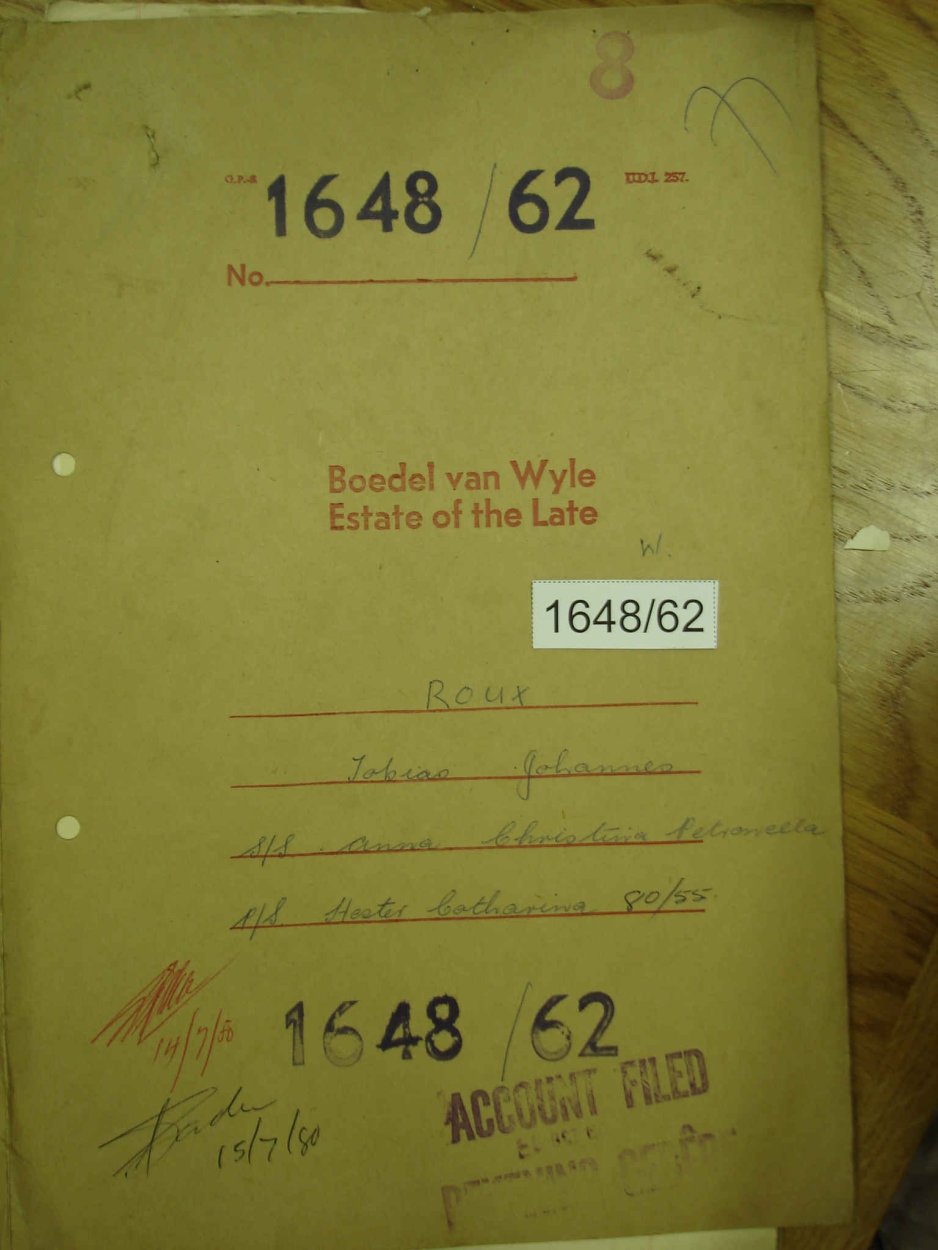 8
G.P.-S. 1648/62 U.D.J. 257.
No.
Boedel van Wyle
Estate of the Late
W.
1648/62
Roux
Tobias Johannes
S/S. Anna Christina Petronella
P/S. Hester Catharina 80/55
14/7/80
1648/62
15/7/80
ACCOUNT FILED